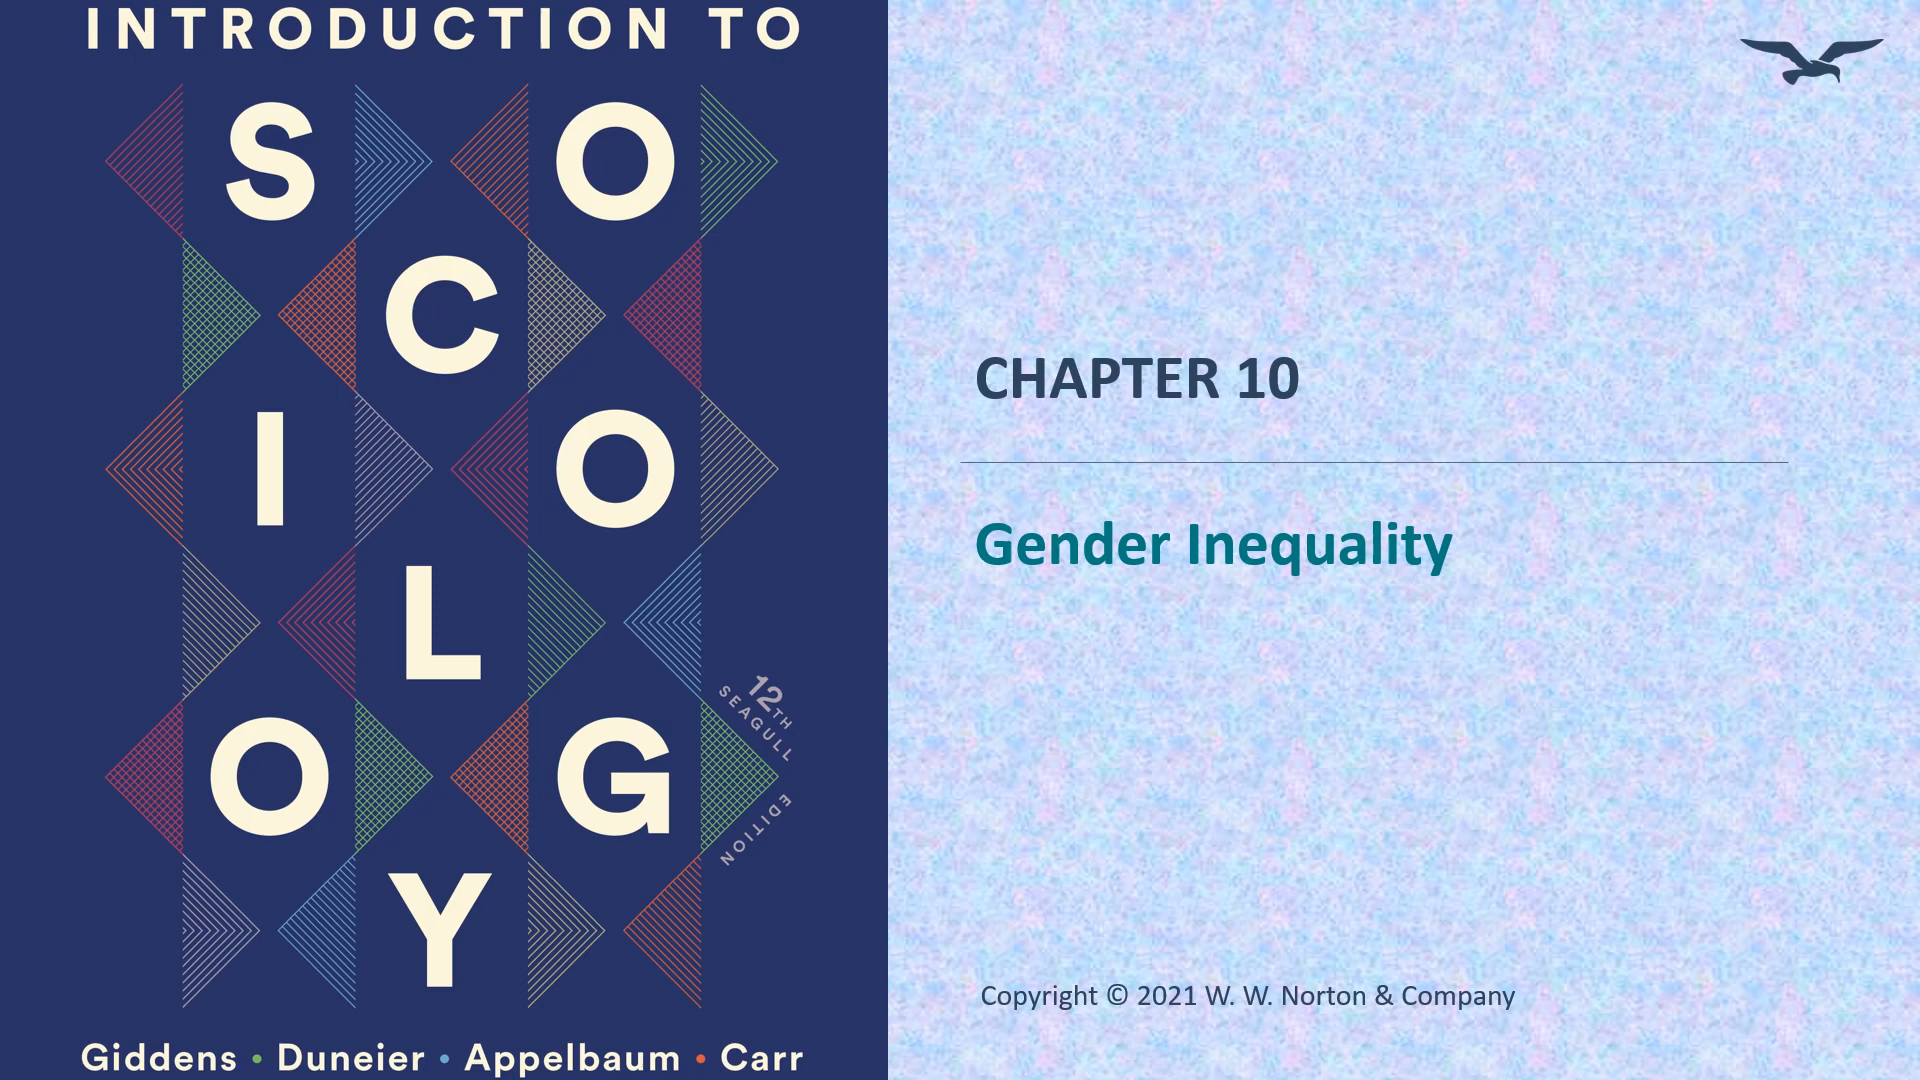 INTRODUCTION TO
S O
C
I O
L
O G
Y
12TH
SEAGULL
EDITION
Giddens • Duneier • Appelbaum • Carr
CHAPTER 10
Gender Inequality
Copyright © 2021 W. W. Norton & Company